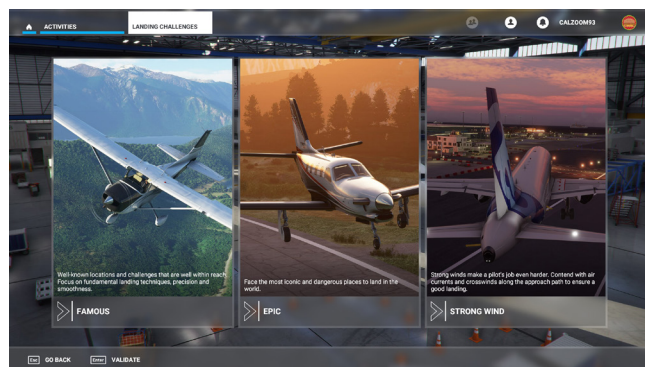 ACTIVITIES
LANDING CHALLENGES
CALZOOM93
Well-known locations and challenges that are well within reach.
Focus on fundamental landing techniques, precision and
smoothness.
FAMOUS
Face the most iconic and dangerous places to land in the
world.
EPIC
Strong winds make a pilot's job even harder. Contend with air
currents and crosswinds along the approach path to ensure a
good landing.
STRONG WIND
Esc GO BACK Enter VALIDATE